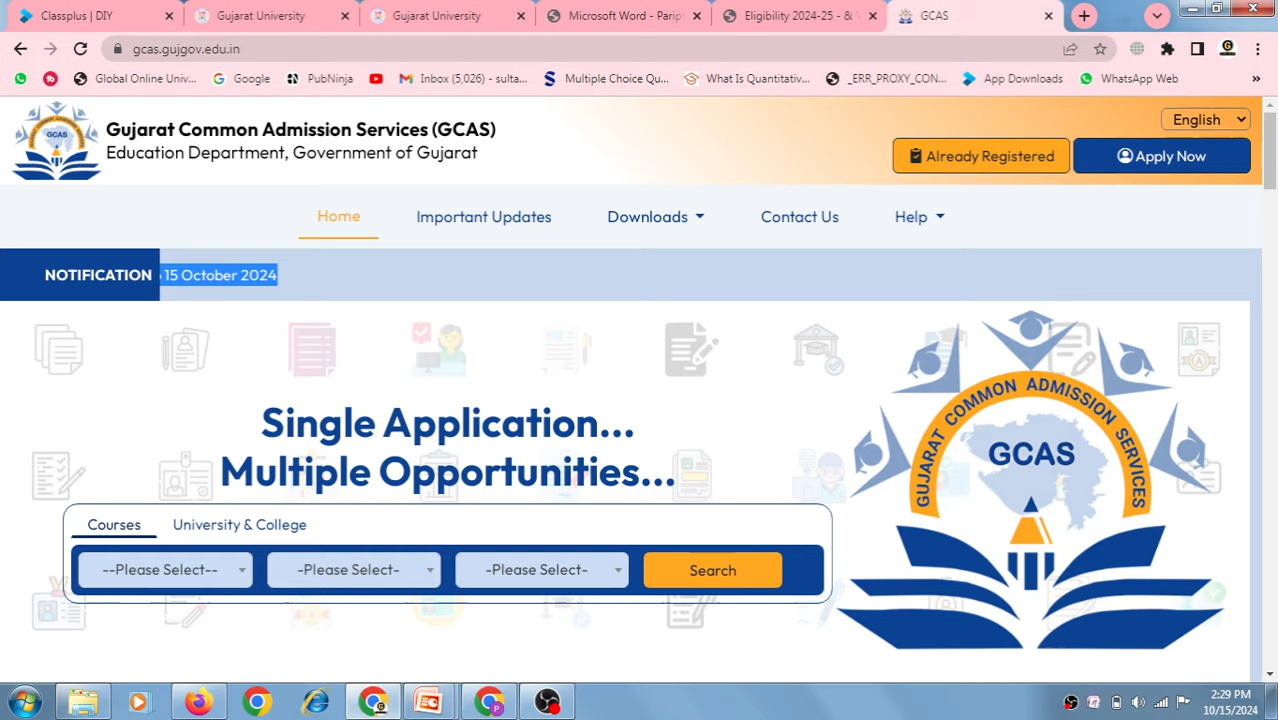 Classplus | DIY
Gujarat University
Gujarat University
Microsoft Word - Parip
Eligibility 2024-25 - & V
GCAS
gcas.gujgov.edu.in
Global Online Univ...
Google
PubNinja
Inbox (5,026) - sulta...
Multiple Choice Qu...
What Is Quantitativ...
_ERR_PROXY_CON...
App Downloads
WhatsApp Web
Gujarat Common Admission Services (GCAS)
Education Department, Government of Gujarat
English
Already Registered
Apply Now
Home
Important Updates
Downloads
Contact Us
Help
NOTIFICATION
15 October 2024
Single Application...
Multiple Opportunities...
Courses
University & College
--Please Select--
-Please Select-
-Please Select-
Search
GCAS
GUJARAT COMMON ADMISSION SERVICES
GCAS
2:29 PM
10/15/2024